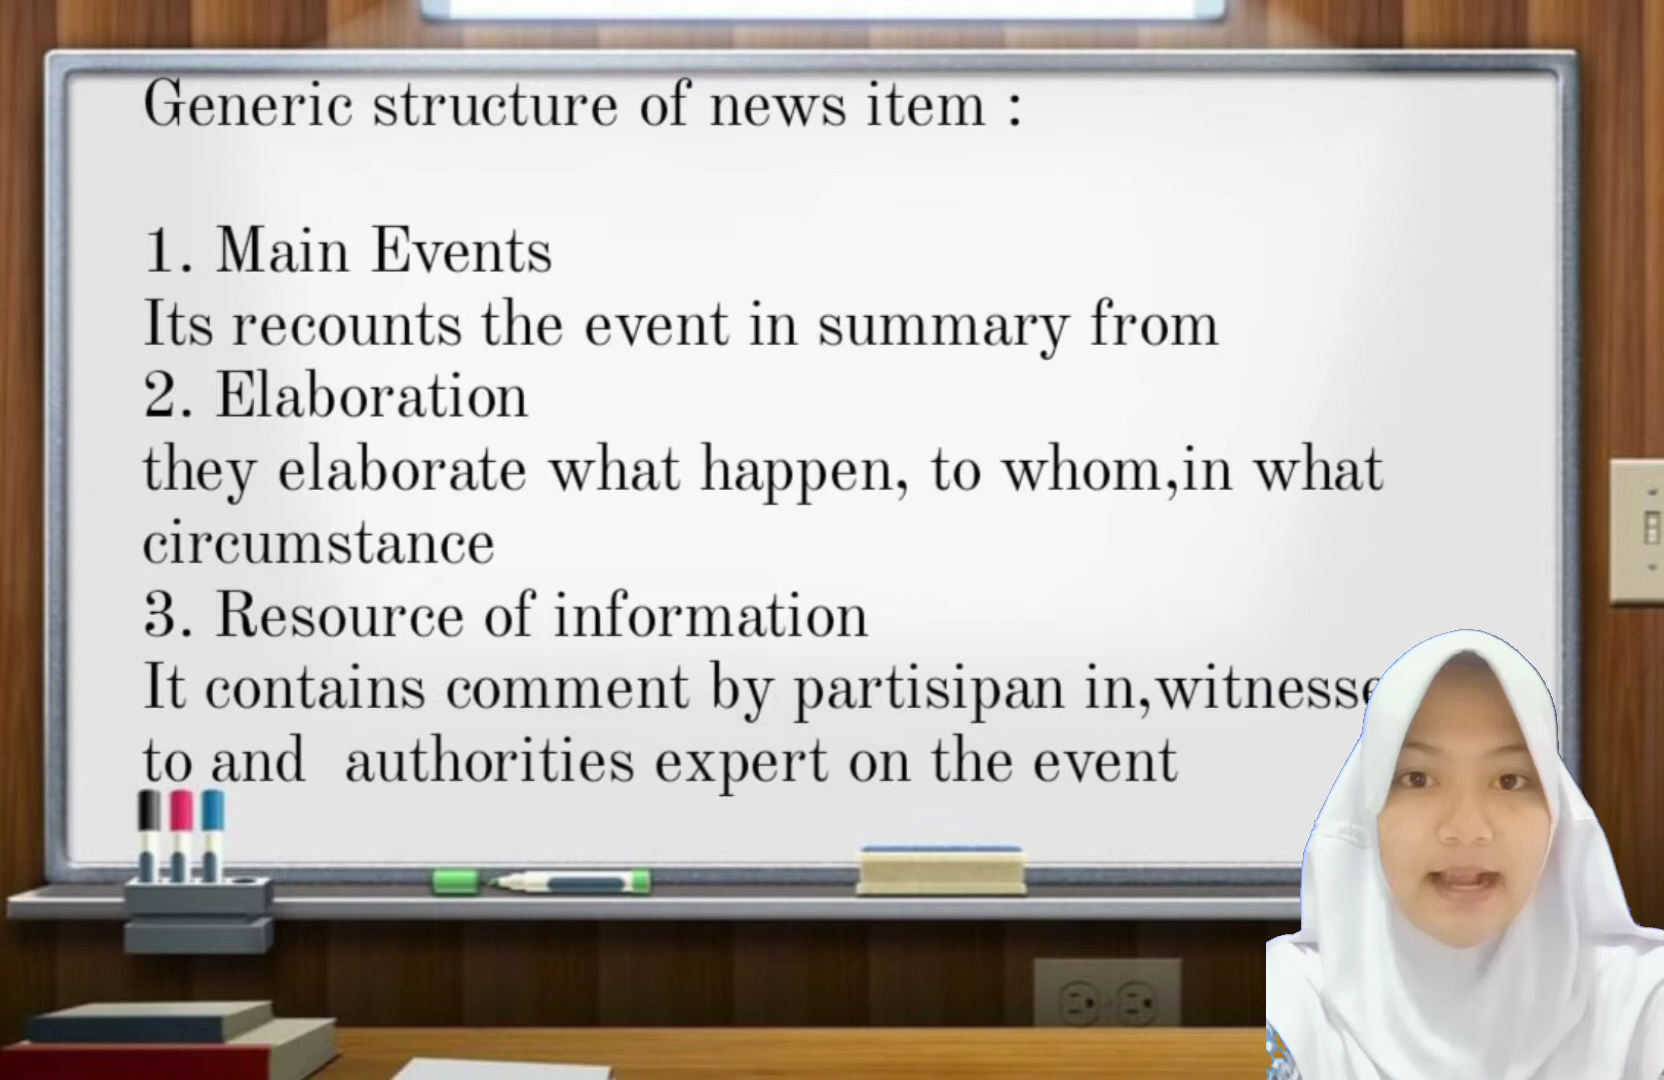 Generic structure of news item :
1. Main Events
Its recounts the event in summary from
2. Elaboration
they elaborate what happen, to whom,in what
circumstance
3. Resource of information
It contains comment by partisipan in,
to and authorities expert on the event